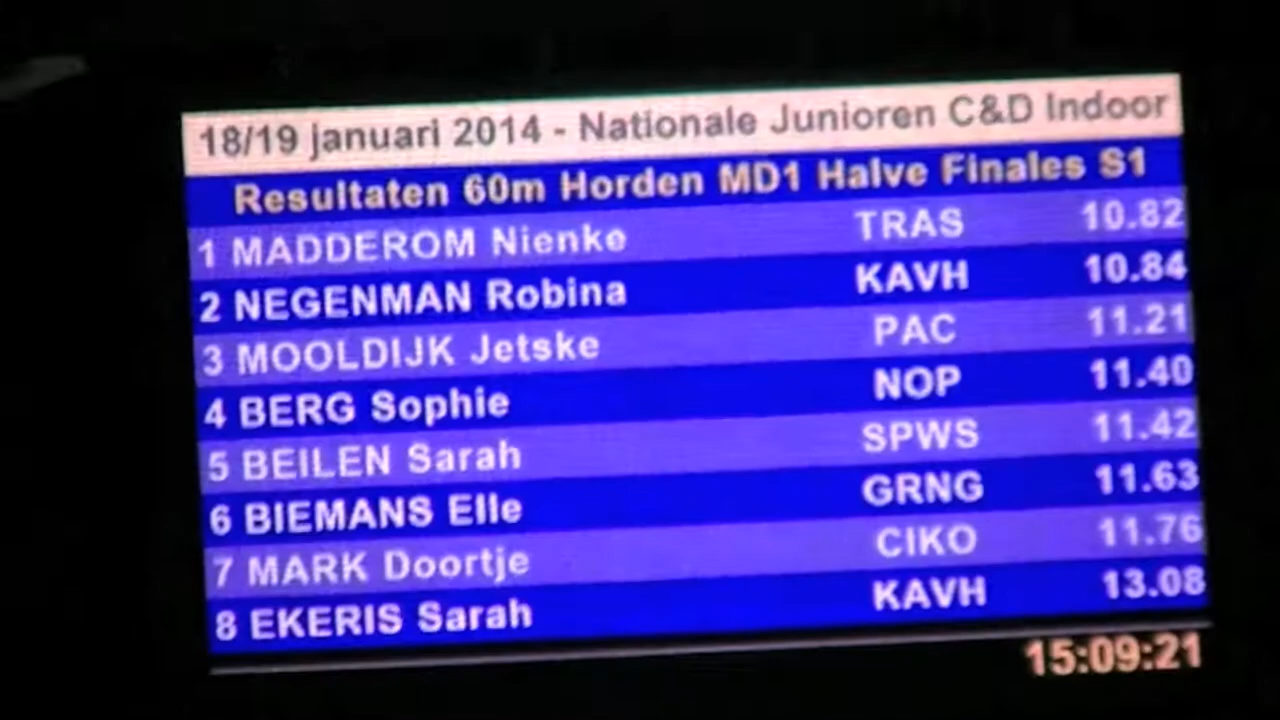 18/19 januari 2014 - Nationale Junioren C&D Indoor
Resultaten 60m Horden MD1 Halve Finales S1
1 MADDEROM Nienke TRAS 10.82
2 NEGENMAN Robina KAVH 10.84
3 MOOLDIJK Jetske PAC 11.21
4 BERG Sophie NOP 11.40
5 BEILEN Sarah SPWS 11.42
6 BIEMANS Elle GRNG 11.63
7 MARK Doortje CIKO 11.76
8 EKERIS Sarah KAVH 13.08
15:09:21